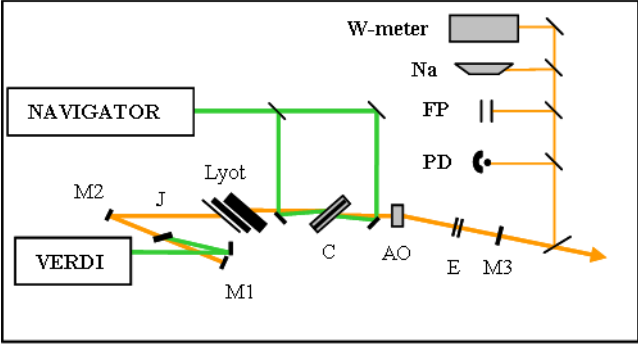 W-meter
Na
NAVIGATOR
FP
PD
Lyot
M2
J
VERDI
C
AO
E
M3
M1